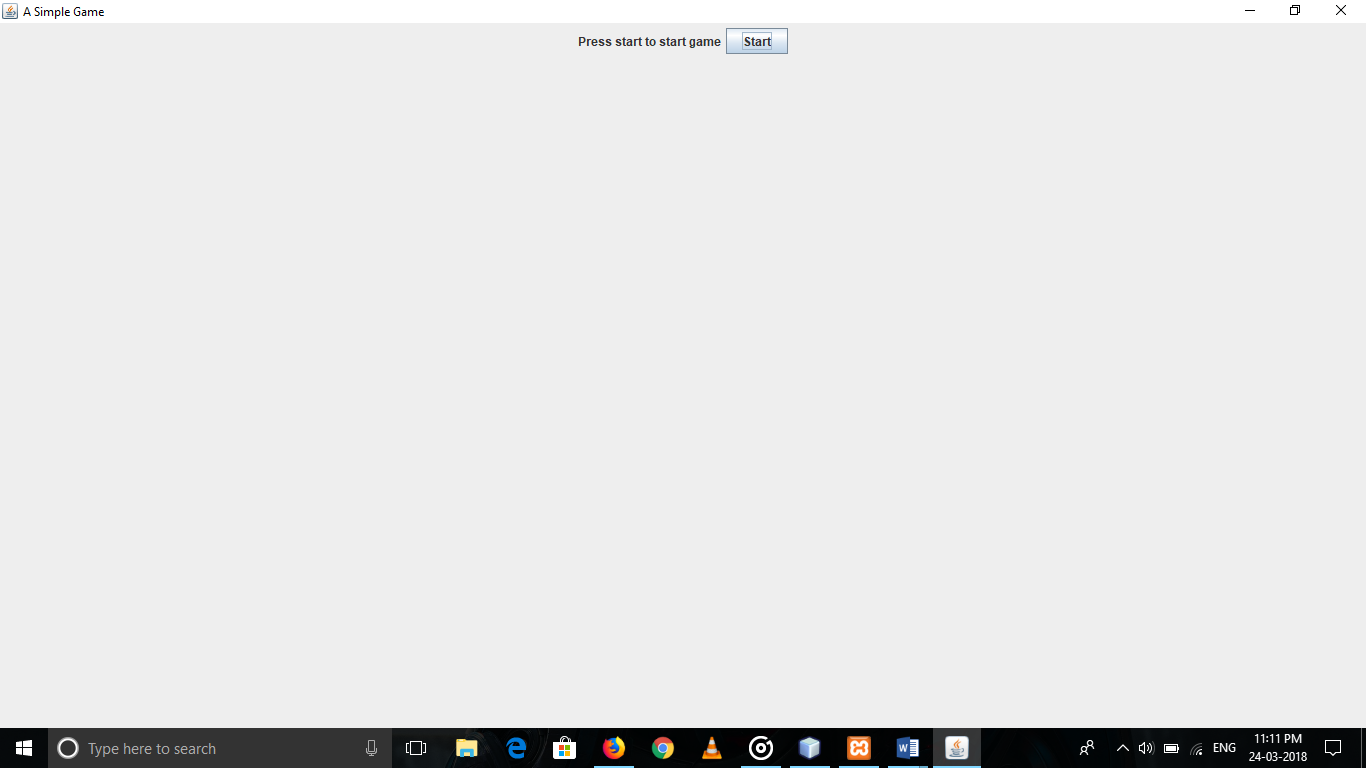 A Simple Game
Press start to start game Start
Type here to search
ENG
11:11 PM
24-03-2018